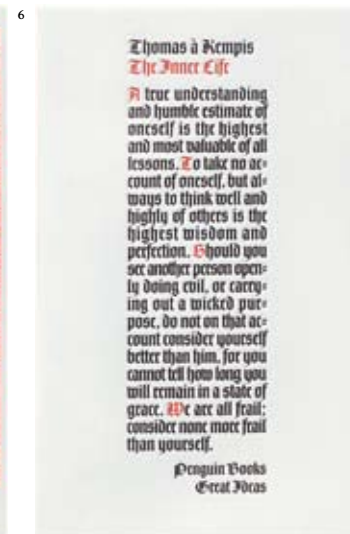 6
Thomas à Kempis
The Inner Life
A true understanding
and humble estimate of
oneself is the highest
and most valuable of all
lessons. To take no ac=
count of oneself, but al=
ways to think well and
highly of others is the
highest wisdom and
perfection. Should you
see another person open=
ly doing evil, or carry=
ing out a wicked pur=
pose, do not on that ac=
count consider yourself
better than him, for you
cannot tell how long you
will remain in a state of
grace. We are all frail;
consider none more frail
than yourself.
Penguin Books
Great Ideas